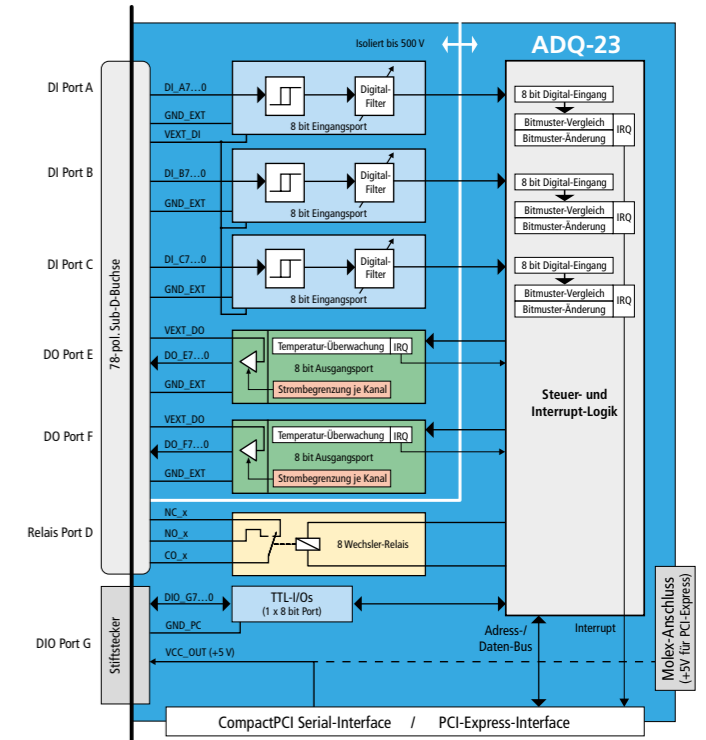 Isoliert bis 500 V
ADQ-23
DI Port A
DI_A7...0
GND_EXT
VEXT_DI
Digital-
Filter
8 bit Eingangsport
8 bit Digital-Eingang
Bitmuster-Vergleich
Bitmuster-Änderung
IRQ
DI Port B
DI_B7...0
GND_EXT
Digital-
Filter
8 bit Eingangsport
8 bit Digital-Eingang
Bitmuster-Vergleich
Bitmuster-Änderung
IRQ
DI Port C
DI_C7...0
GND_EXT
Digital-
Filter
8 bit Eingangsport
8 bit Digital-Eingang
Bitmuster-Vergleich
Bitmuster-Änderung
IRQ
78-pol. Sub-D-Buchse
DO Port E
VEXT_DO
DO_E7...0
GND_EXT
Temperatur-Überwachung
IRQ
8 bit Ausgangsport
Strombegrenzung je Kanal
Steuer- und
Interrupt-Logik
DO Port F
VEXT_DO
DO_F7...0
GND_EXT
Temperatur-Überwachung
IRQ
8 bit Ausgangsport
Strombegrenzung je Kanal
Relais Port D
NC_x
NO_x
CO_x
8 Wechsler-Relais
DIO Port G
Stiftstecker
DIO_G7...0
GND_PC
VCC_OUT (+5 V)
TTL-I/Os
(1 x 8 bit Port)
Adress-/
Daten-Bus
Interrupt
Molex-Anschluss
(+5V für PCI-Express)
CompactPCI Serial-Interface / PCI-Express-Interface